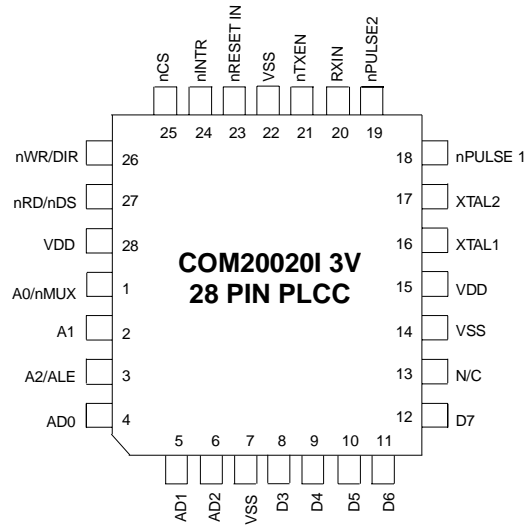 nCS
nINTR
nRESET IN
VSS
nTXEN
RXIN
nPULSE2
25 24 23 22 21 20 19
nWR/DIR 26
nRD/nDS 27
VDD 28
A0/nMUX 1
A1 2
A2/ALE 3
AD0 4
COM20020I 3V
28 PIN PLCC
18 nPULSE 1
17 XTAL2
16 XTAL1
15 VDD
14 VSS
13 N/C
12 D7
5 6 7 8 9 10 11
AD1
AD2
VSS
D3
D4
D5
D6